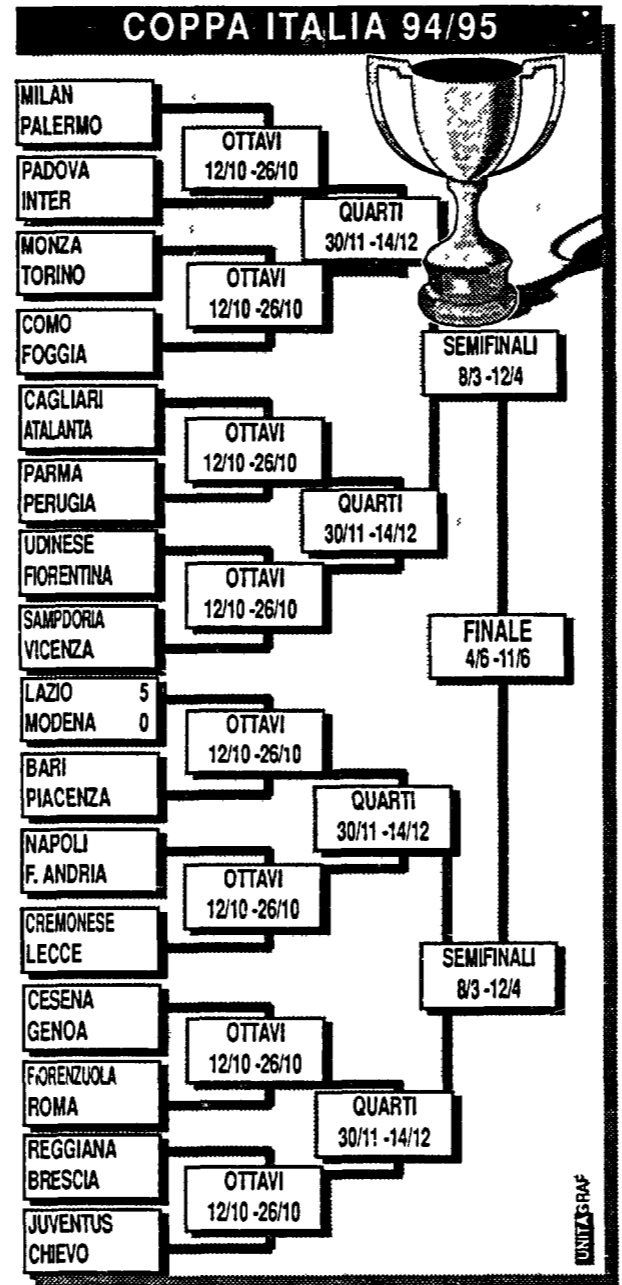 COPPA ITALIA 94/95
MILAN
PALERMO
PADOVA
INTER
OTTAVI
12/10 -26/10
MONZA
TORINO
COMO
FOGGIA
OTTAVI
12/10 -26/10
QUARTI
30/11 -14/12
CAGLIARI
ATALANTA
PARMA
PERUGIA
OTTAVI
12/10 -26/10
UDINESE
FIORENTINA
SAMPDORIA
VICENZA
OTTAVI
12/10 -26/10
QUARTI
30/11 -14/12
SEMIFINALI
8/3 -12/4
FINALE
4/6 -11/6
LAZIO 5
MODENA 0
BARI
PIACENZA
OTTAVI
12/10 -26/10
NAPOLI
F. ANDRIA
CREMONESE
LECCE
OTTAVI
12/10 -26/10
QUARTI
30/11 -14/12
SEMIFINALI
8/3 -12/4
CESENA
GENOA
FIORENZUOLA
ROMA
OTTAVI
12/10 -26/10
REGGIANA
BRESCIA
JUVENTUS
CHIEVO
OTTAVI
12/10 -26/10
QUARTI
30/11 -14/12
UNITAGRAF